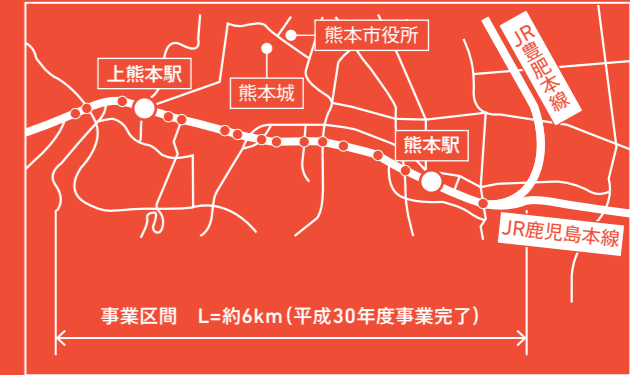 熊本市役所
上熊本駅
熊本城
JR豊肥本線
熊本駅
JR鹿児島本線
事業区間 L=約6km(平成30年度事業完了)